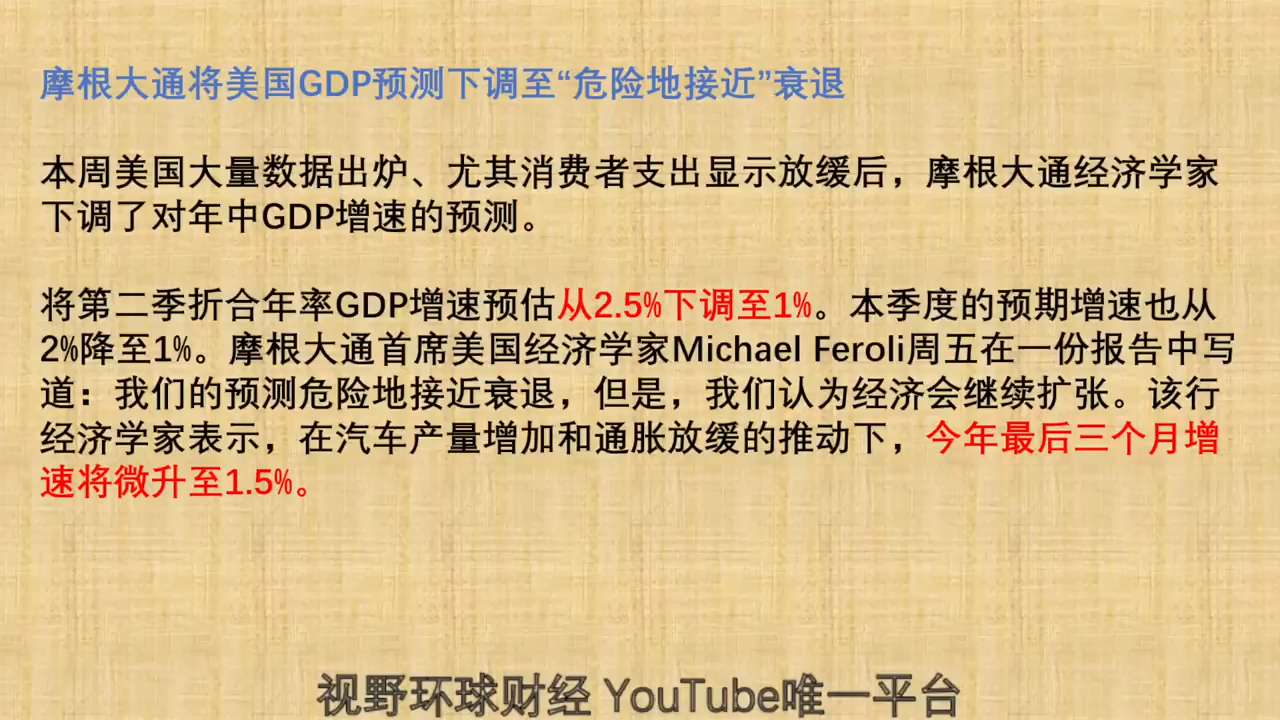 摩根大通将美国GDP预测下调至“危险地接近”衰退
本周美国大量数据出炉、尤其消费者支出显示放缓后，摩根大通经济学家
下调了对年中GDP增速的预测。
将第二季折合年率GDP增速预估从2.5%下调至1%。本季度的预期增速也从
2%降至1%。摩根大通首席美国经济学家Michael Feroli周五在一份报告中写
道：我们的预测危险地接近衰退，但是，我们认为经济会继续扩张。该行
经济学家表示，在汽车产量增加和通胀放缓的推动下，今年最后三个月增
速将微升至1.5%。
视野环球财经 YouTube唯一平台